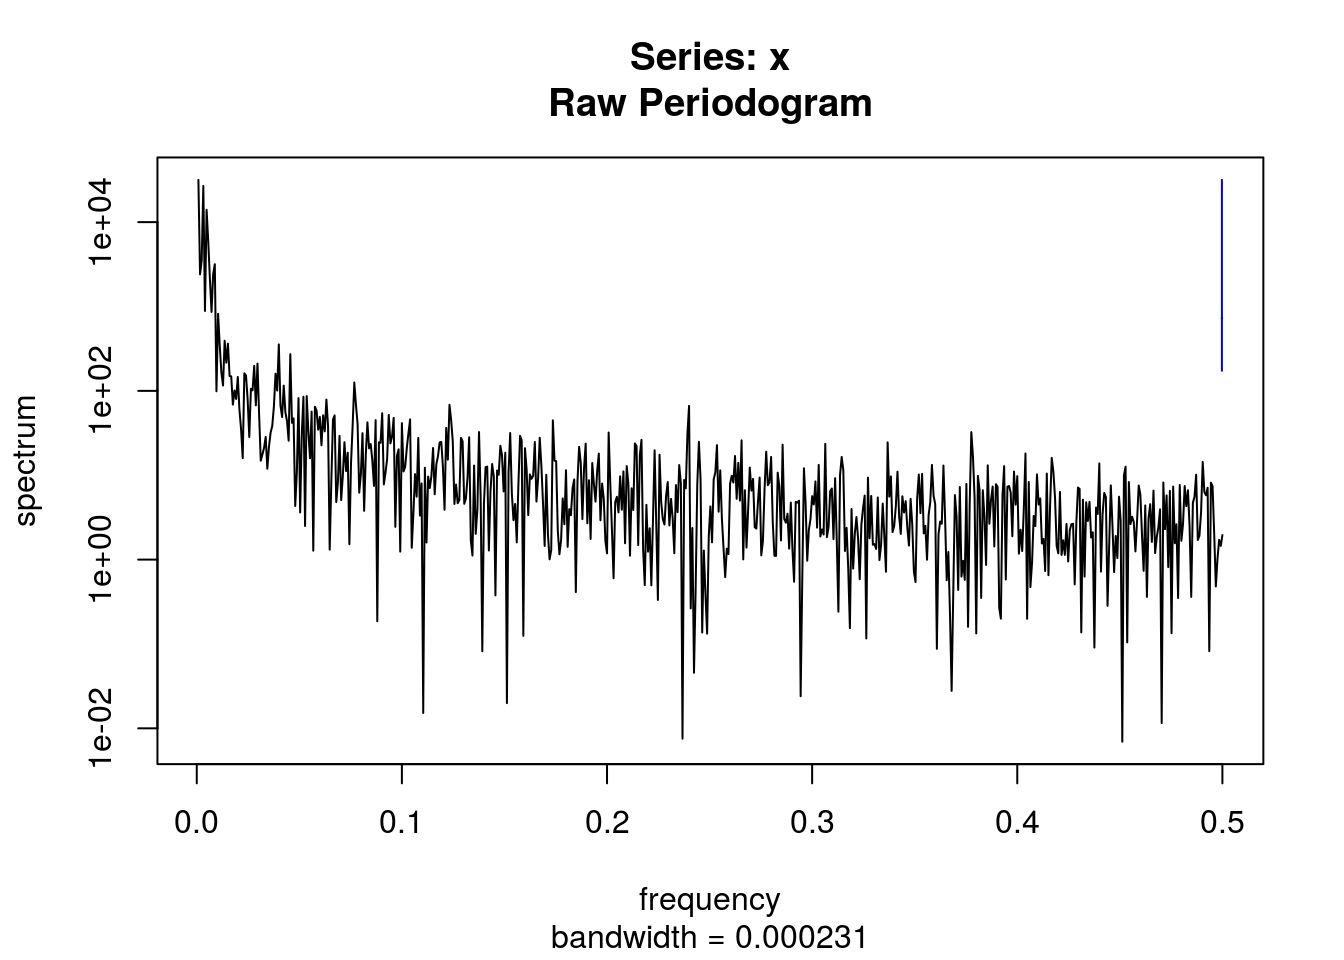 Series: x
Raw Periodogram
spectrum
1e+04
1e+02
1e+00
1e-02
0.0 0.1 0.2 0.3 0.4 0.5
frequency
bandwidth = 0.000231